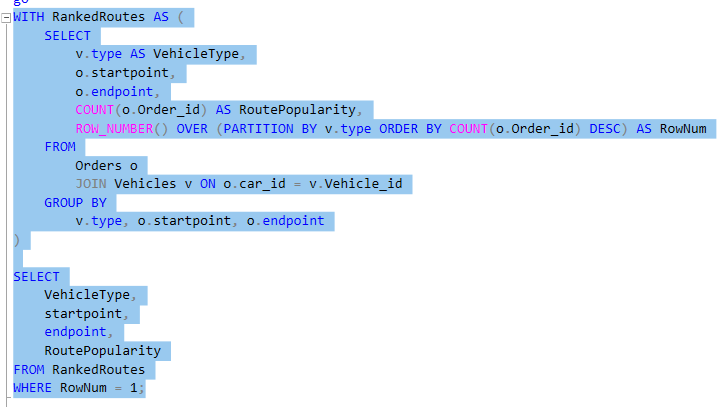 go
WITH RankedRoutes AS (
    SELECT
        v.type AS VehicleType,
        o.startpoint,
        o.endpoint,
        COUNT(o.Order_id) AS RoutePopularity,
        ROW_NUMBER() OVER (PARTITION BY v.type ORDER BY COUNT(o.Order_id) DESC) AS RowNum
    FROM
        Orders o
        JOIN Vehicles v ON o.car_id = v.Vehicle_id
    GROUP BY
        v.type, o.startpoint, o.endpoint
)
SELECT
    VehicleType,
    startpoint,
    endpoint,
    RoutePopularity
FROM RankedRoutes
WHERE RowNum = 1;